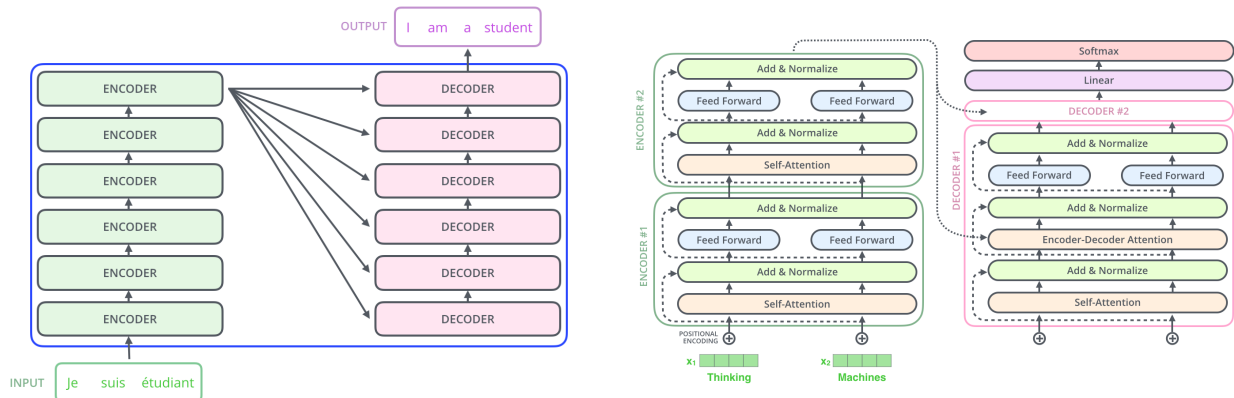 OUTPUT I am a student
ENCODER DECODER
ENCODER DECODER
ENCODER DECODER
ENCODER DECODER
ENCODER DECODER
ENCODER DECODER
INPUT Je suis étudiant
ENCODER #2
Add & Normalize
Feed Forward Feed Forward
Add & Normalize
Self-Attention
ENCODER #1
Add & Normalize
Feed Forward Feed Forward
Add & Normalize
Self-Attention
POSITIONAL
ENCODING
x₁ x₂
Thinking Machines
Softmax
Linear
DECODER #2
DECODER #1
Add & Normalize
Feed Forward Feed Forward
Add & Normalize
Encoder-Decoder Attention
Add & Normalize
Self-Attention